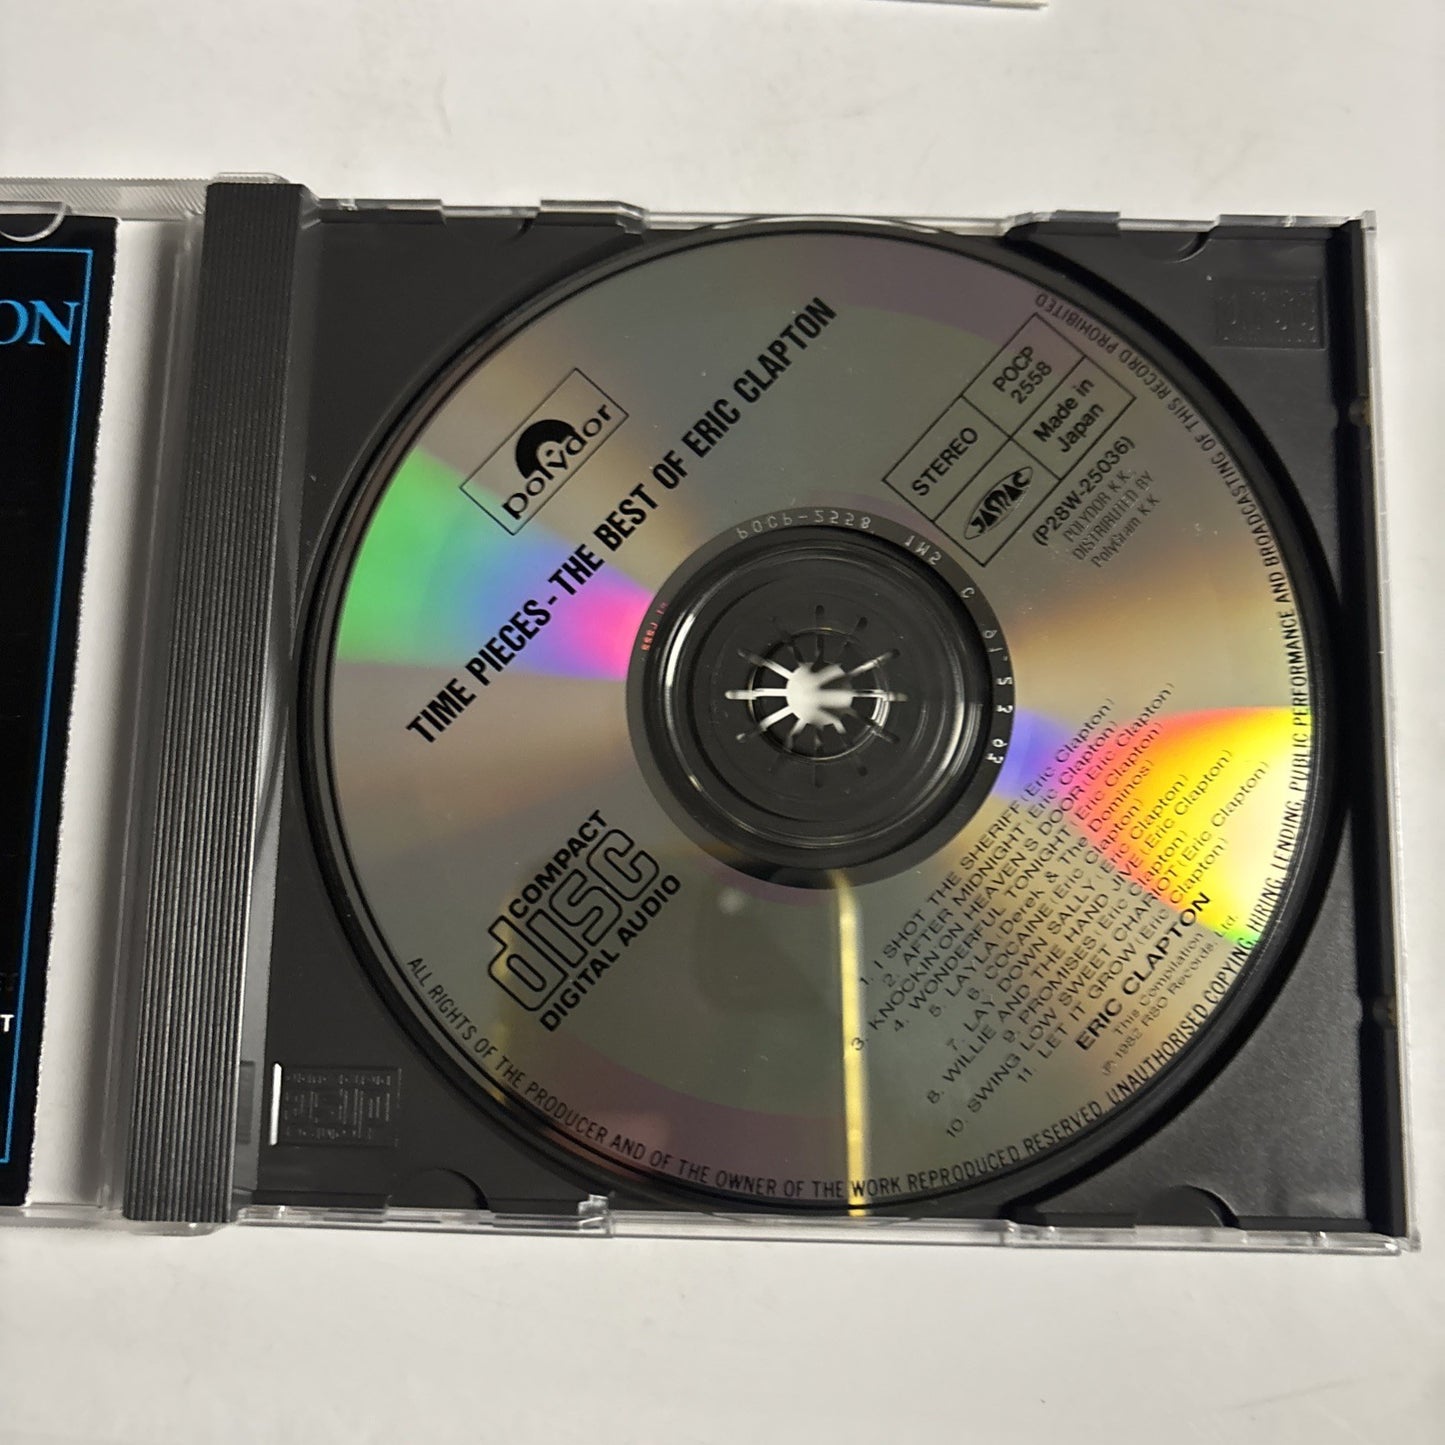 ON
T
polydor
TIME PIECES - THE BEST OF ERIC CLAPTON
STEREO
POCP
2558
JASRAC
Made in
Japan
(P28W-25036)
POLYDOR K.K.
DISTRIBUTED BY
PolyGram K.K
POCP-2558
COMPACT
disc
DIGITAL AUDIO
1. I SHOT THE SHERIFF (Eric Clapton)
2. AFTER MIDNIGHT (Eric Clapton)
3. KNOCKIN ON HEAVEN S DOOR (Eric Clapton)
4. WONDERFUL TONIGHT (Eric Clapton)
5. LAYLA (Derek & The Dominos)
6. COCAINE (Eric Clapton)
7. LAY DOWN SALLY (Eric Clapton)
8. WILLIE AND THE HAND JIVE (Eric Clapton)
9. PROMISES (Eric Clapton)
10. SWING LOW SWEET CHARIOT (Eric Clapton)
11. LET IT GROW (Eric Clapton)
ERIC CLAPTON
This Compilation
℗ 1982 RSO Records, Ltd.
ALL RIGHTS OF THE PRODUCER AND OF THE OWNER OF THE WORK REPRODUCED RESERVED. UNAUTHORISED COPYING, HIRING, LENDING, PUBLIC PERFORMANCE AND BROADCASTING OF THIS RECORD PROHIBITED